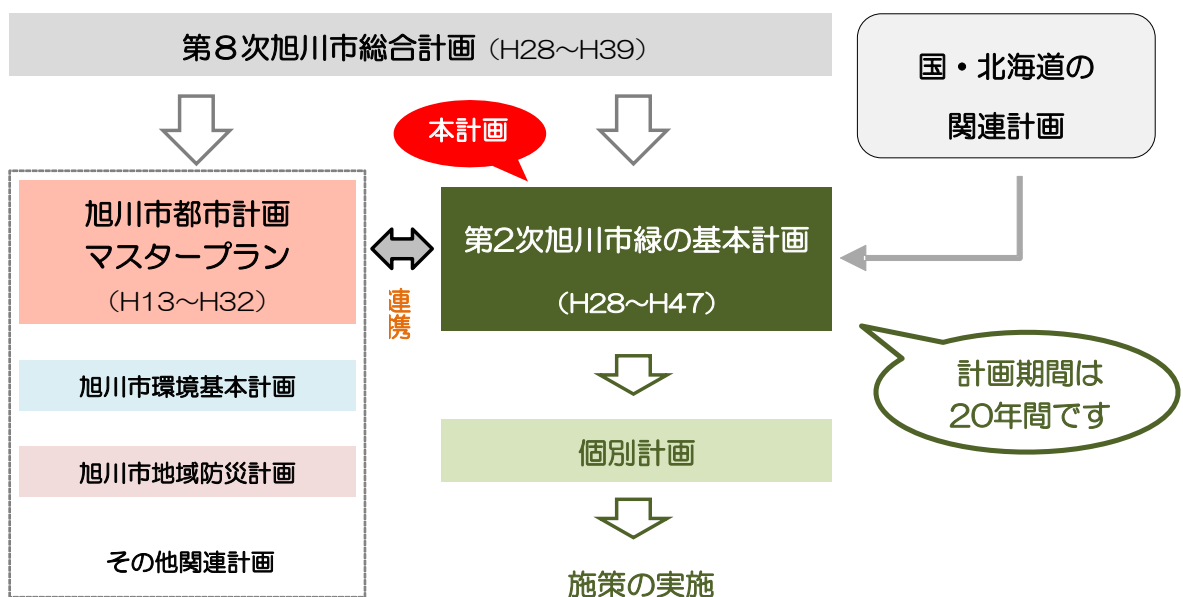 第８次旭川市総合計画（H28～H39）
国・北海道の
関連計画
本計画
旭川市都市計画
マスタープラン
（H13～H32）
連携
第２次旭川市緑の基本計画
（H28～H47）
計画期間は
20年間です
旭川市環境基本計画
個別計画
旭川市地域防災計画
その他関連計画
施策の実施